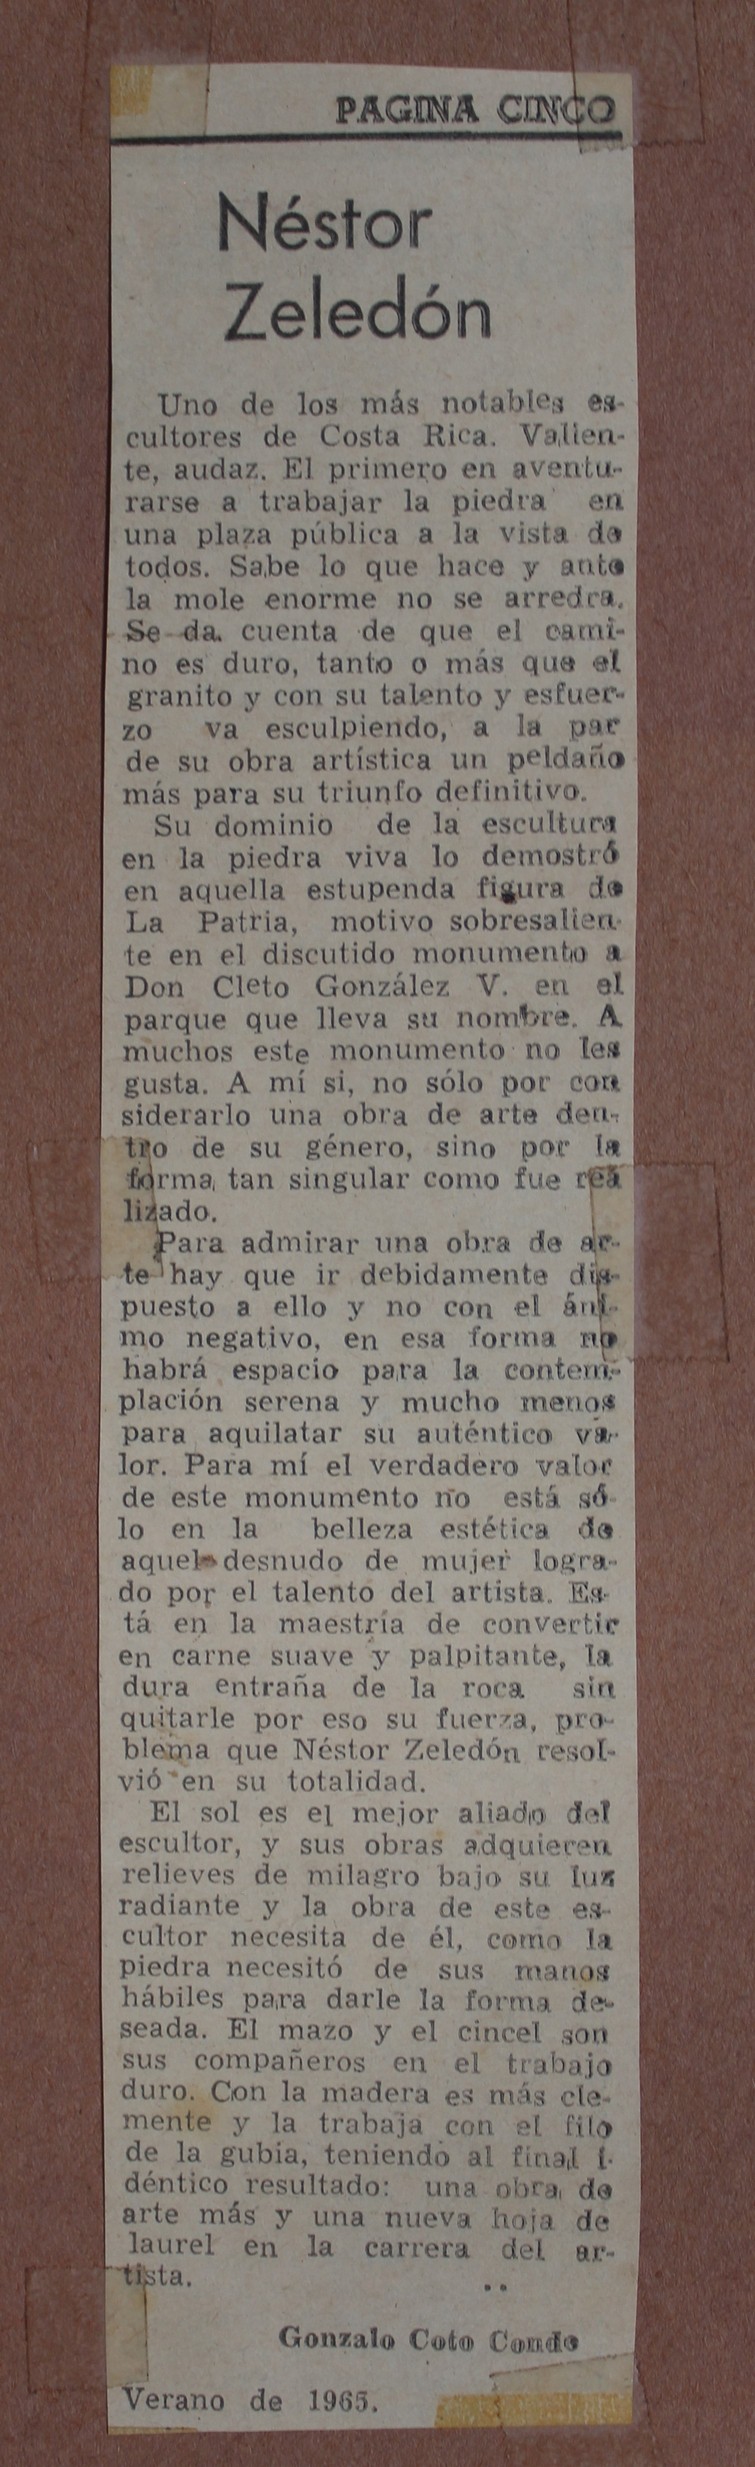 PAGINA CINCO
Néstor
Zeledón
Uno de los más notables es-
cultores de Costa Rica. Valien-
te, audaz. El primero en aventu-
rarse a trabajar la piedra en
una plaza pública a la vista de
todos. Sabe lo que hace y ante
la mole enorme no se arredra.
Se da cuenta de que el cami-
no es duro, tanto o más que el
granito y con su talento y esfuer-
zo va esculpiendo, a la par
de su obra artística un peldaño
más para su triunfo definitivo.
Su dominio de la escultura
en la piedra viva lo demostró
en aquella estupenda figura de
La Patria, motivo sobresalien-
te en el discutido monumento a
Don Cleto González V. en el
parque que lleva su nombre. A
muchos este monumento no les
gusta. A mí si, no sólo por con
siderarlo una obra de arte den-
tro de su género, sino por la
forma tan singular como fue rea
lizado.
Para admirar una obra de ar-
te hay que ir debidamente dis-
puesto a ello y no con el áni-
mo negativo, en esa forma no
habrá espacio para la contem-
plación serena y mucho menos
para aquilatar su auténtico va-
lor. Para mí el verdadero valor
de este monumento no está só-
lo en la belleza estética de
aquel desnudo de mujer logra-
do por el talento del artista. Es-
tá en la maestría de convertir
en carne suave y palpitante, la
dura entraña de la roca sin
quitarle por eso su fuerza, pro-
blema que Néstor Zeledón resol-
vió en su totalidad.
El sol es el mejor aliado del
escultor, y sus obras adquieren
relieves de milagro bajo su luz
radiante y la obra de este es-
cultor necesita de él, como la
piedra necesitó de sus manos
hábiles para darle la forma de-
seada. El mazo y el cincel son
sus compañeros en el trabajo
duro. Con la madera es más cle-
mente y la trabaja con el filo
de la gubia, teniendo al final i-
déntico resultado: una obra de
arte más y una nueva hoja de
laurel en la carrera del ar-
tista. ..
Gonzalo Coto Conde
Verano de 1965.